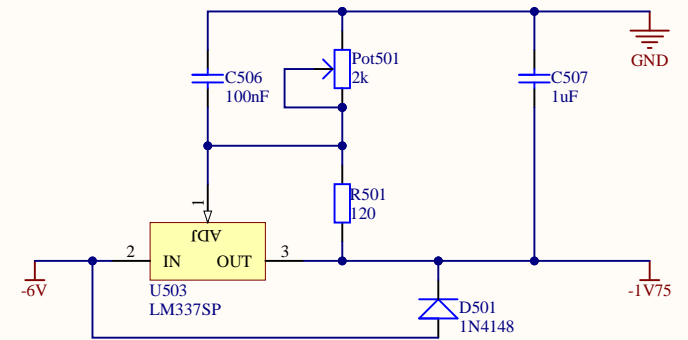 Pot501
2k
C506
100nF
C507
1uF
GND
R501
120
1
ADJ
2
IN
OUT
3
-6V
U503
LM337SP
-1V75
D501
1N4148